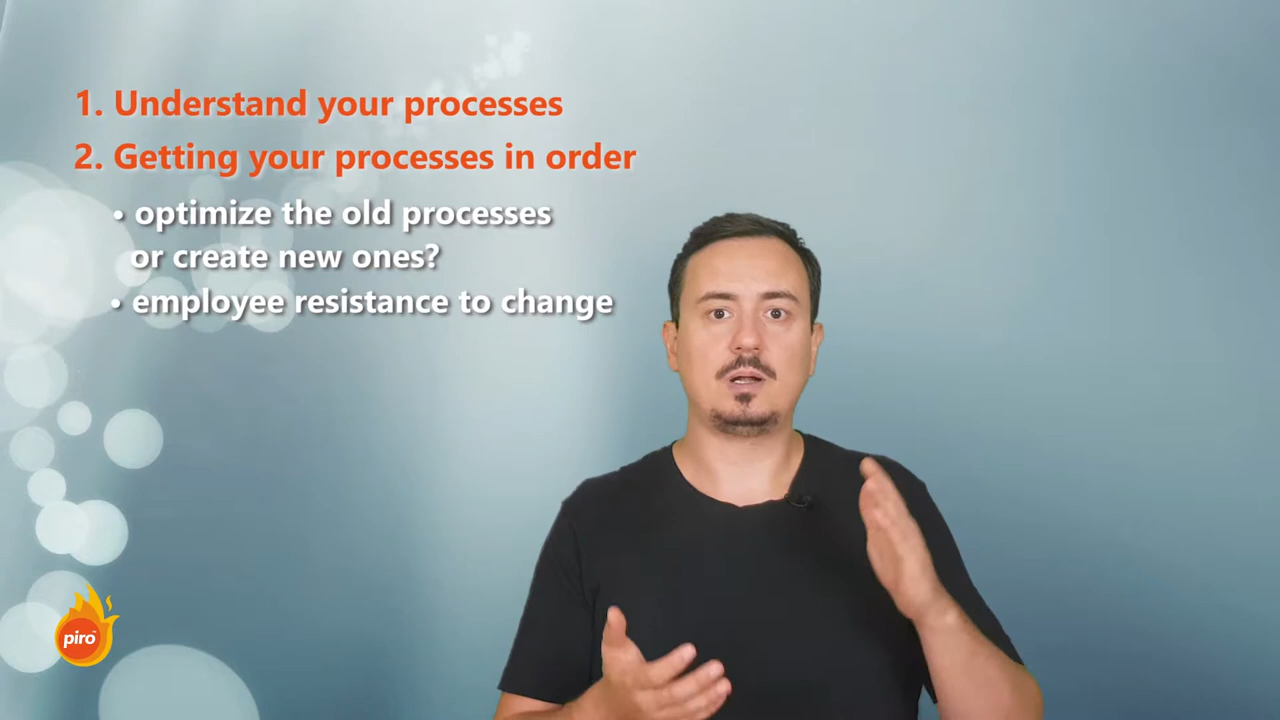 1. Understand your processes
2. Getting your processes in order
• optimize the old processes
or create new ones?
• employee resistance to change
piro™